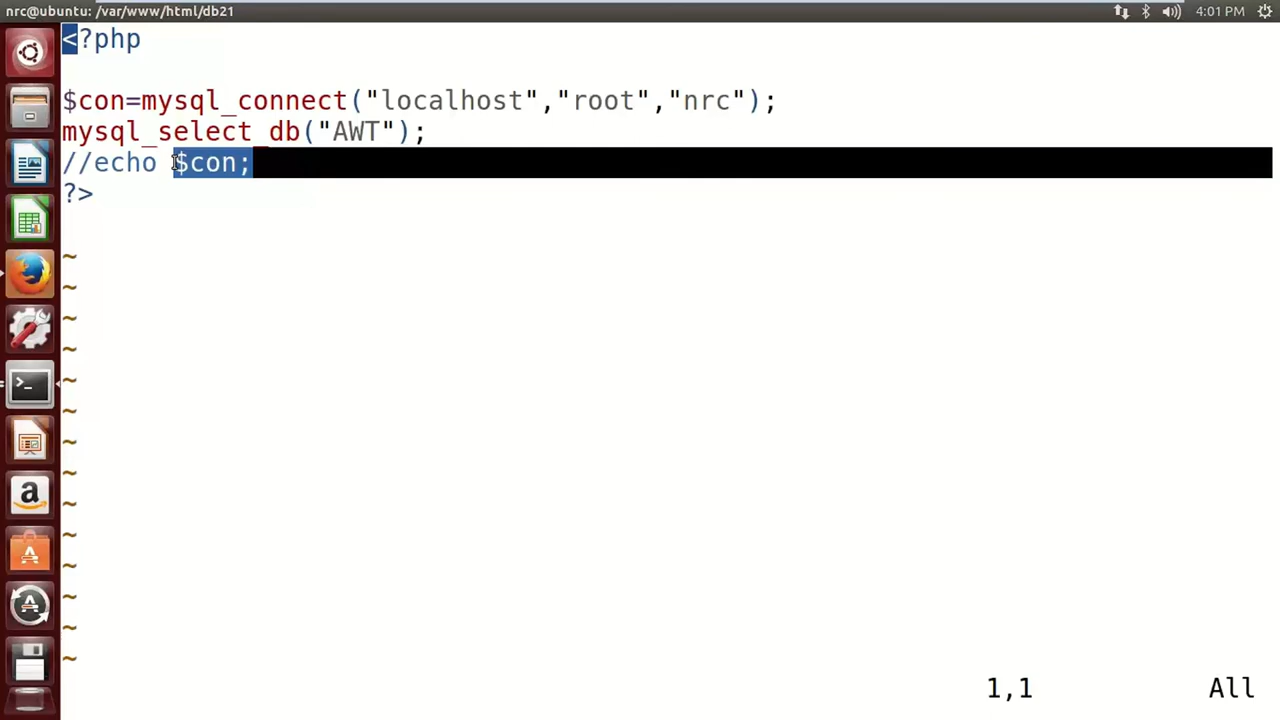 nrc@ubuntu: /var/www/html/db21
4:01 PM
<?php
$con=mysql_connect("localhost","root","nrc");
mysql_select_db("AWT");
//echo $con;
?>
~
~
~
~
~
~
~
~
~
~
~
~
~
~
1,1 All